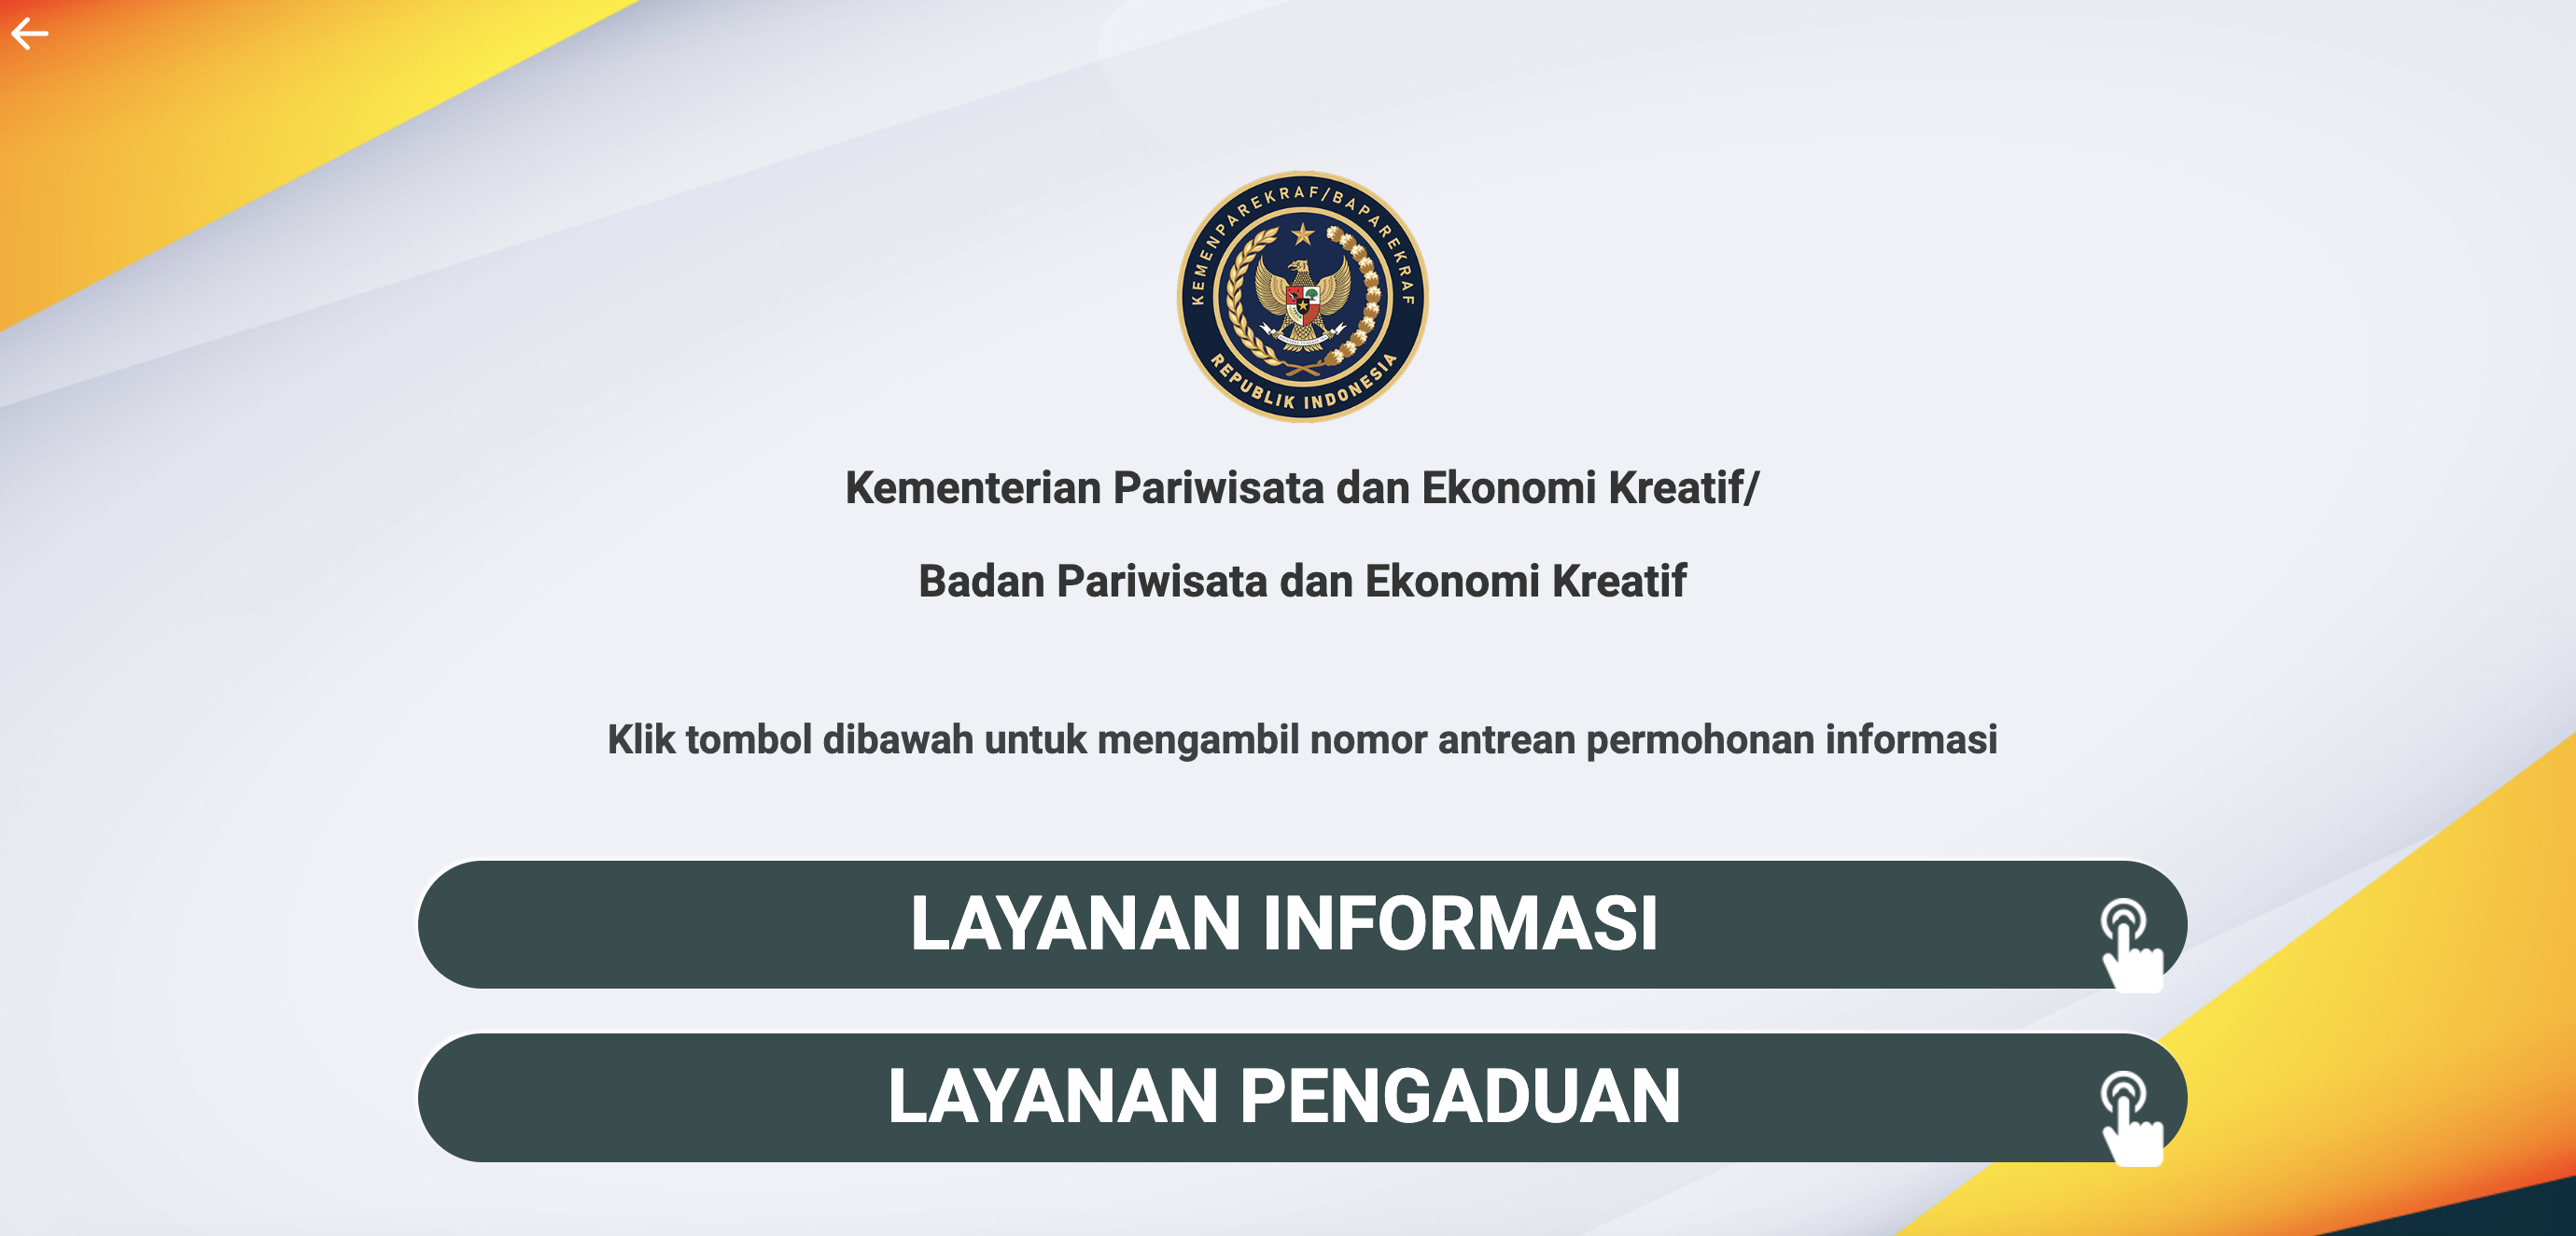 KEMENPAREKRAF/BAPAREKRAF
REPUBLIK INDONESIA
Kementerian Pariwisata dan Ekonomi Kreatif/
Badan Pariwisata dan Ekonomi Kreatif
Klik tombol dibawah untuk mengambil nomor antrean permohonan informasi
LAYANAN INFORMASI
LAYANAN PENGADUAN